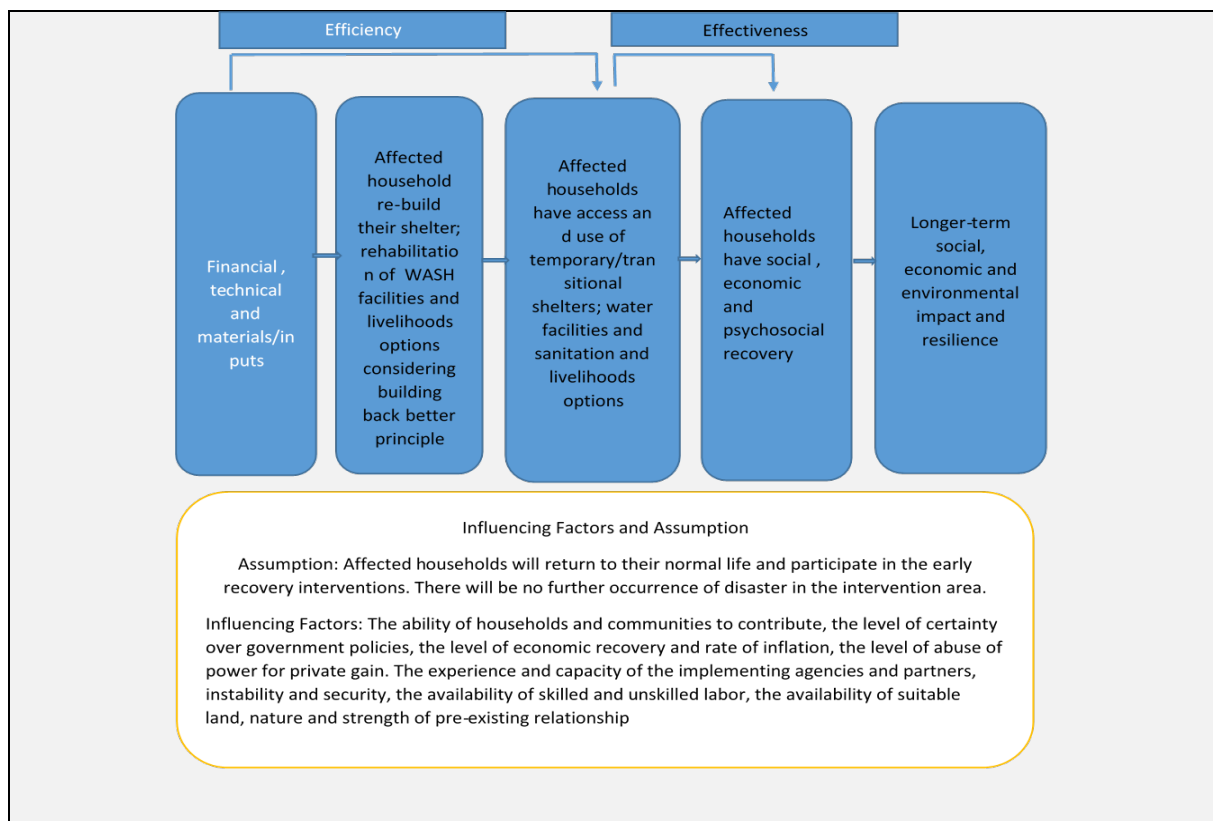 Efficiency
Effectiveness
Financial ,
technical
and
materials/in
puts
Affected
household
re-build
their shelter;
rehabilitatio
n of  WASH
facilities and
livelihoods
options
considering
building
back better
principle
Affected
households
have access an
d use of
temporary/tran
sitional
shelters; water
facilities and
sanitation and
livelihoods
options
Affected
households
have social ,
economic
and
psychosocial
recovery
Longer-term
social,
economic and
environmental
impact and
resilience
Influencing Factors and Assumption
Assumption: Affected households will return to their normal life and participate in the early
recovery interventions. There will be no further occurrence of disaster in the intervention area.
Influencing Factors: The ability of households and communities to contribute, the level of certainty
over government policies, the level of economic recovery and rate of inflation, the level of abuse of
power for private gain. The experience and capacity of the implementing agencies and partners,
instability and security, the availability of skilled and unskilled labor, the availability of suitable
land, nature and strength of pre-existing relationship